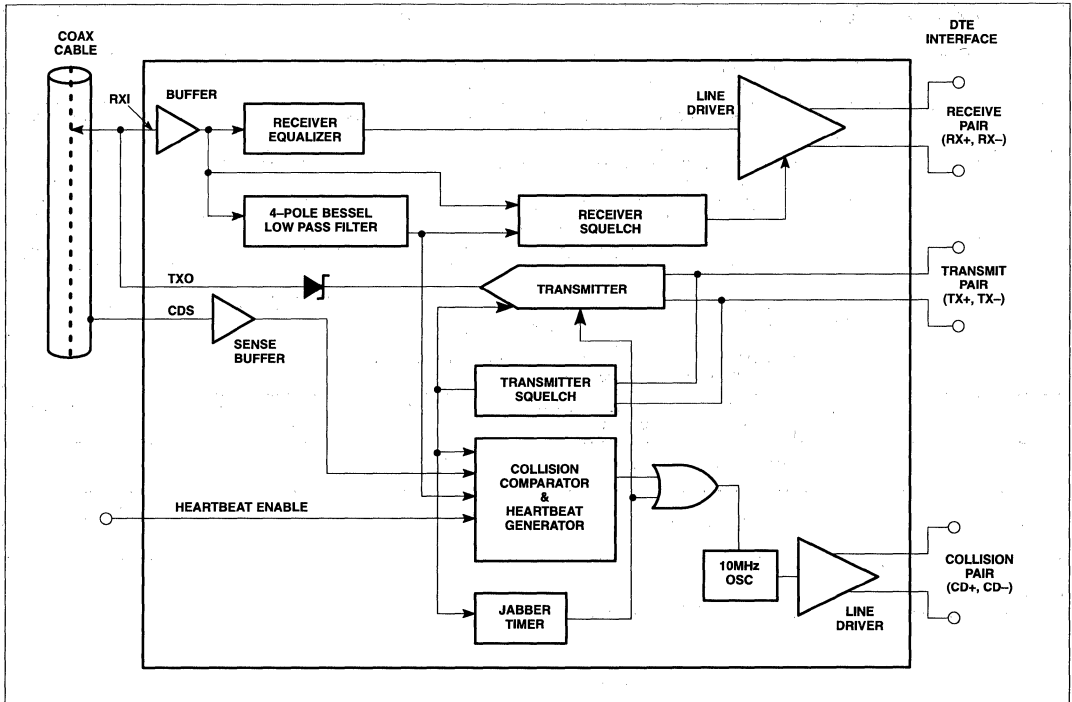 COAX
CABLE
DTE
INTERFACE
RXI
BUFFER
RECEIVER
EQUALIZER
LINE
DRIVER
RECEIVE
PAIR
(RX+, RX–)
4–POLE BESSEL
LOW PASS FILTER
RECEIVER
SQUELCH
TXO
TRANSMITTER
TRANSMIT
PAIR
(TX+, TX–)
CDS
SENSE
BUFFER
TRANSMITTER
SQUELCH
COLLISION
COMPARATOR
&
HEARTBEAT
GENERATOR
HEARTBEAT ENABLE
10MHz
OSC
COLLISION
PAIR
(CD+, CD–)
LINE
DRIVER
JABBER
TIMER